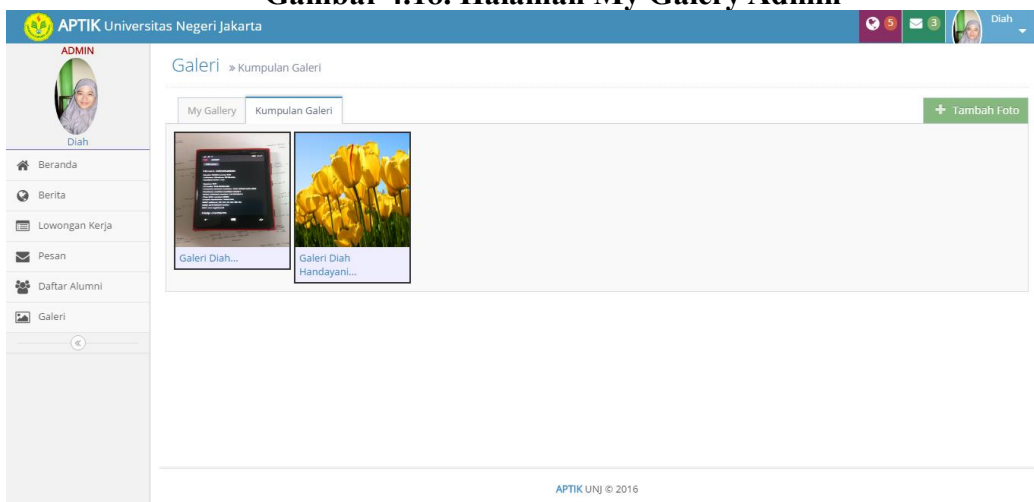 Gambar 4.18. Halaman My Galery Admin
APTIK Universitas Negeri Jakarta
5
3
Diah
ADMIN
Diah
Beranda
Berita
Lowongan Kerja
Pesan
Daftar Alumni
Galeri
Galeri » Kumpulan Galeri
My Gallery
Kumpulan Galeri
+ Tambah Foto
Galeri Diah...
Galeri Diah
Handayani...
APTIK UNJ © 2016